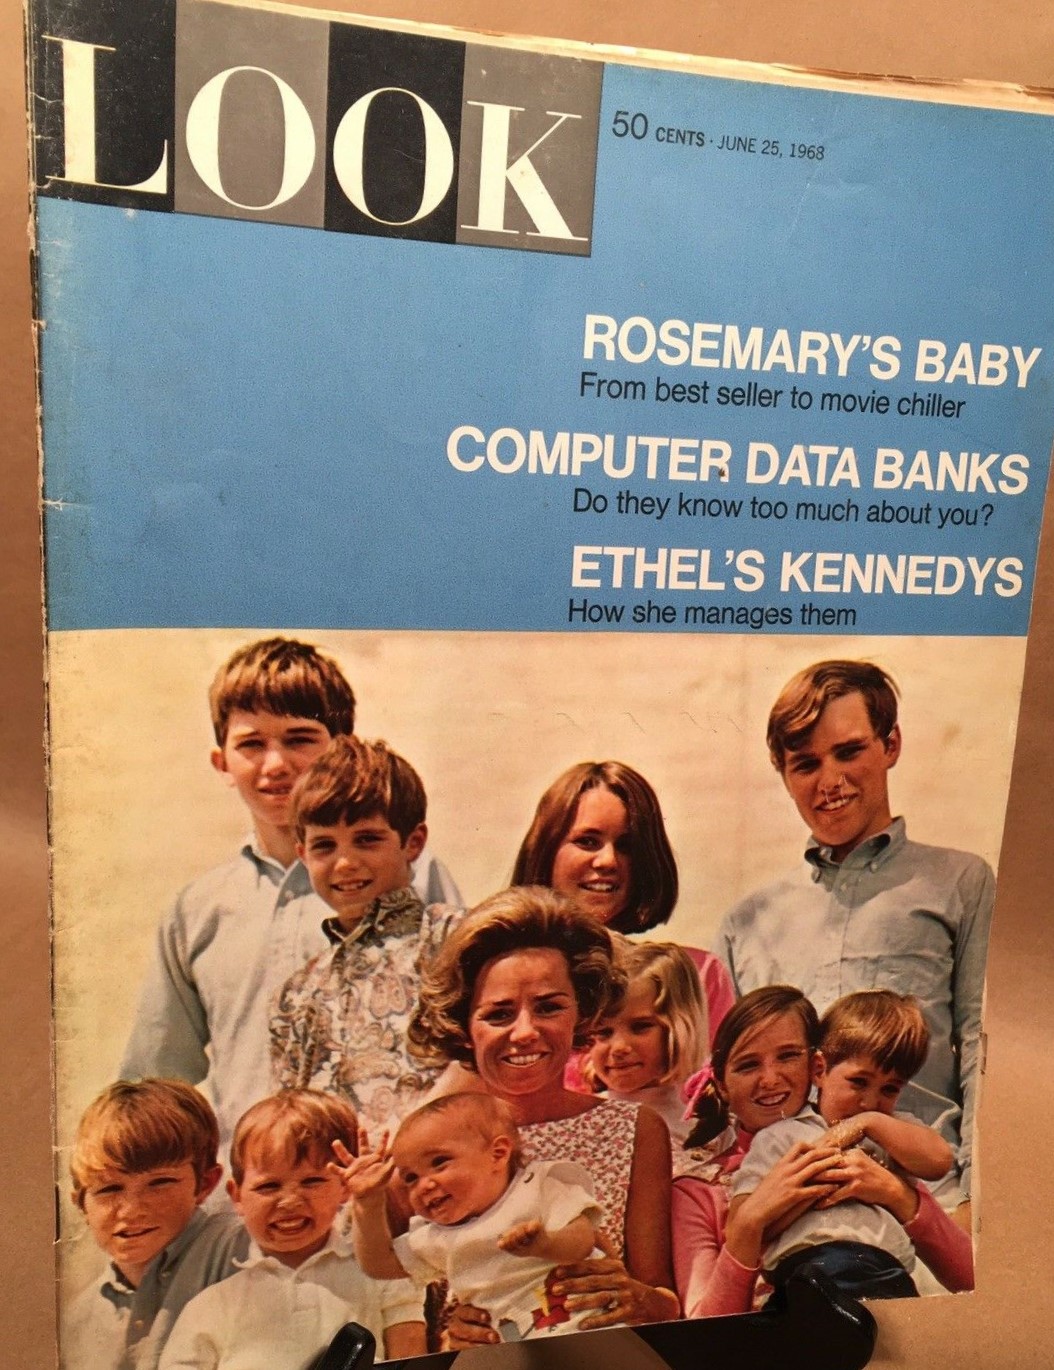 LOOK
50 CENTS · JUNE 25, 1968
ROSEMARY'S BABY
From best seller to movie chiller
COMPUTER DATA BANKS
Do they know too much about you?
ETHEL'S KENNEDYS
How she manages them